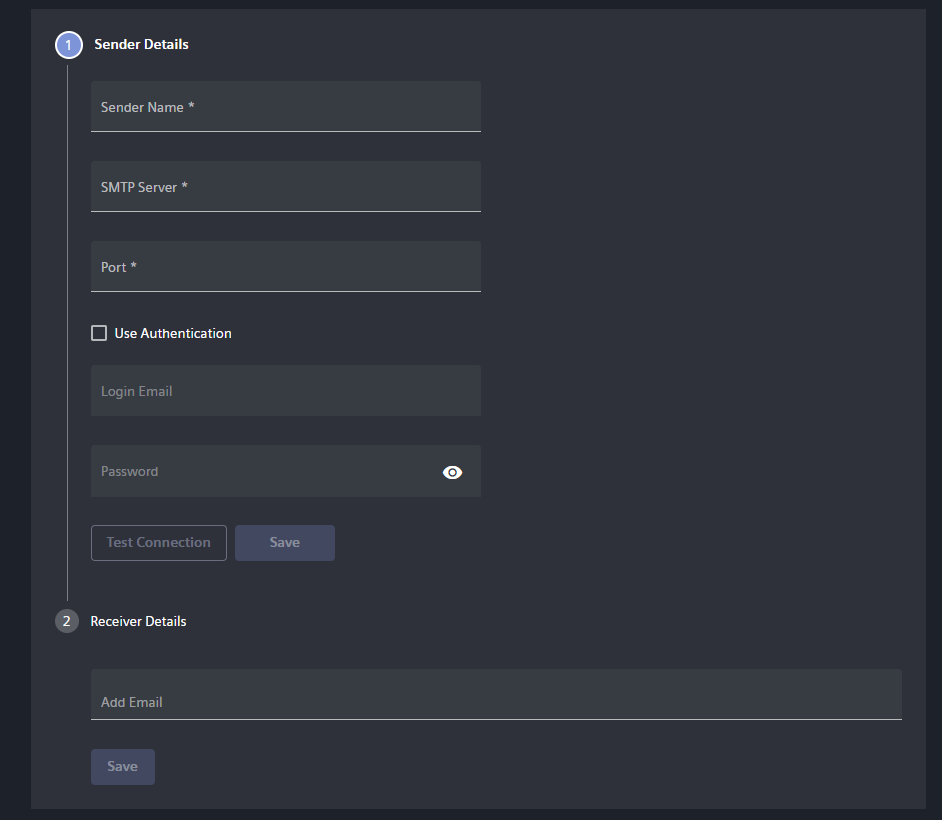 1 Sender Details
Sender Name *
SMTP Server *
Port *
Use Authentication
Login Email
Password
Test Connection Save
2 Receiver Details
Add Email
Save